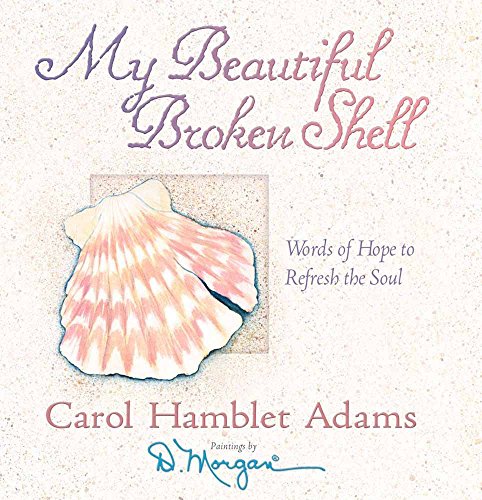 My Beautiful
Broken Shell
Words of Hope to
Refresh the Soul
Carol Hamblet Adams
Paintings by
D. Morgan